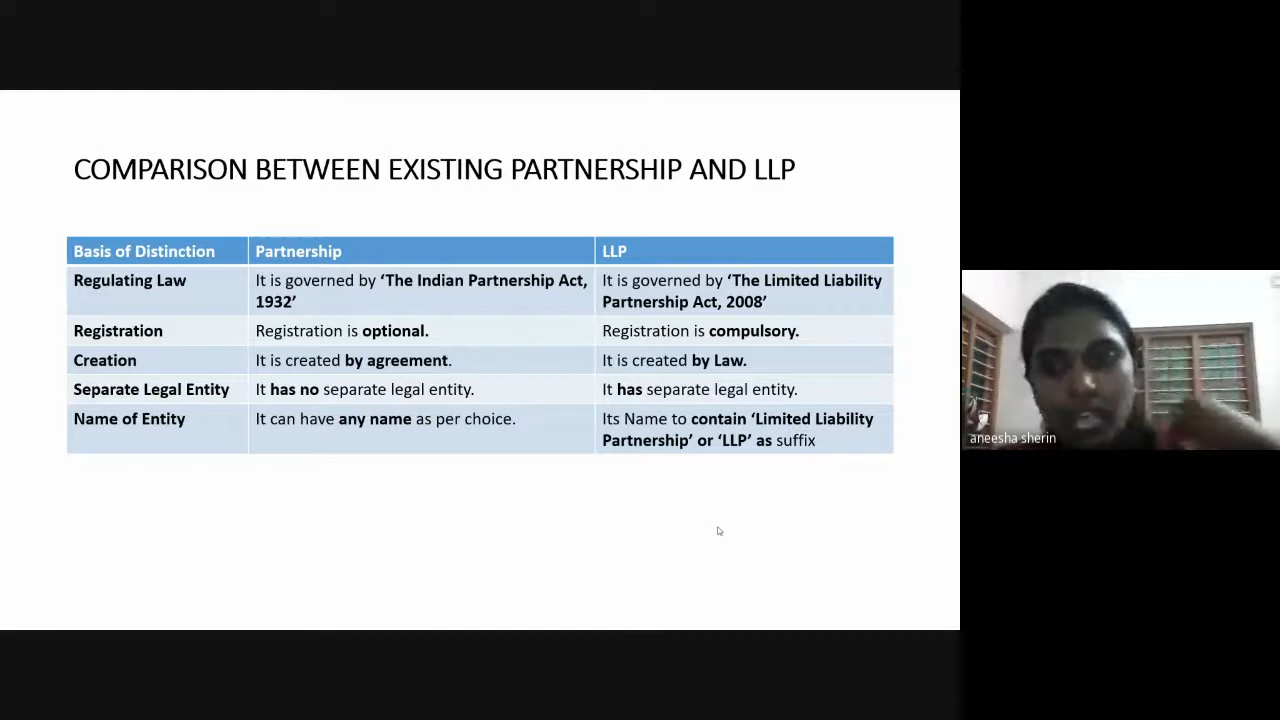 COMPARISON BETWEEN EXISTING PARTNERSHIP AND LLP
Basis of Distinction Partnership LLP
Regulating Law It is governed by ‘The Indian Partnership Act, 1932’ It is governed by ‘The Limited Liability Partnership Act, 2008’
Registration Registration is optional. Registration is compulsory.
Creation It is created by agreement. It is created by Law.
Separate Legal Entity It has no separate legal entity. It has separate legal entity.
Name of Entity It can have any name as per choice. Its Name to contain ‘Limited Liability Partnership’ or ‘LLP’ as suffix
aneesha sherin